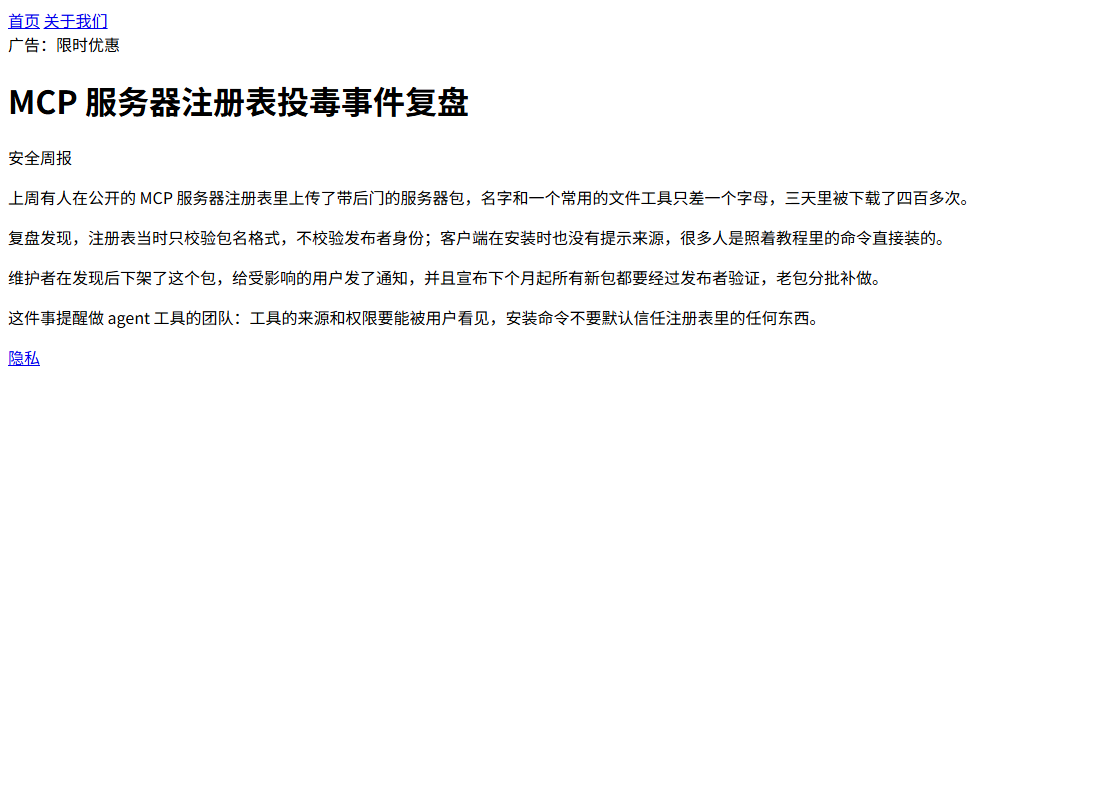 首页 关于我们
广告：限时优惠
MCP 服务器注册表投毒事件复盘
安全周报
上周有人在公开的 MCP 服务器注册表里上传了带后门的服务器包，名字和一个常用的文件工具只差一个字母，三天里被下载了四百多次。
复盘发现，注册表当时只校验包名格式，不校验发布者身份；客户端在安装时也没有提示来源，很多人是照着教程里的命令直接装的。
维护者在发现后下架了这个包，给受影响的用户发了通知，并且宣布下个月起所有新包都要经过发布者验证，老包分批补做。
这件事提醒做 agent 工具的团队：工具的来源和权限要能被用户看见，安装命令不要默认信任注册表里的任何东西。
隐私